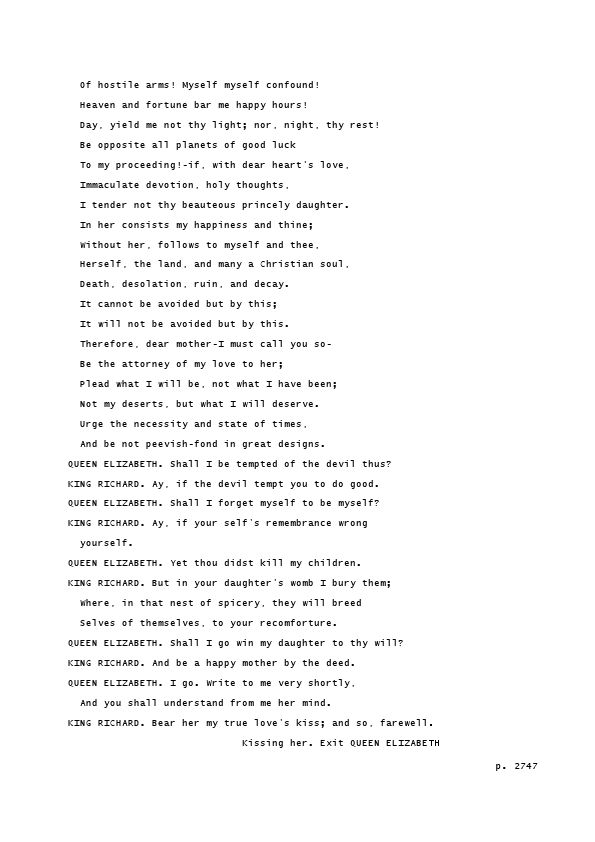 Of hostile arms! Myself myself confound!
Heaven and fortune bar me happy hours!
Day, yield me not thy light; nor, night, thy rest!
Be opposite all planets of good luck
To my proceeding!-if, with dear heart's love,
Immaculate devotion, holy thoughts,
I tender not thy beauteous princely daughter.
In her consists my happiness and thine;
Without her, follows to myself and thee,
Herself, the land, and many a Christian soul,
Death, desolation, ruin, and decay.
It cannot be avoided but by this;
It will not be avoided but by this.
Therefore, dear mother-I must call you so-
Be the attorney of my love to her;
Plead what I will be, not what I have been;
Not my deserts, but what I will deserve.
Urge the necessity and state of times,
And be not peevish-fond in great designs.
QUEEN ELIZABETH. Shall I be tempted of the devil thus?
KING RICHARD. Ay, if the devil tempt you to do good.
QUEEN ELIZABETH. Shall I forget myself to be myself?
KING RICHARD. Ay, if your self's remembrance wrong
yourself.
QUEEN ELIZABETH. Yet thou didst kill my children.
KING RICHARD. But in your daughter's womb I bury them;
Where, in that nest of spicery, they will breed
Selves of themselves, to your recomforture.
QUEEN ELIZABETH. Shall I go win my daughter to thy will?
KING RICHARD. And be a happy mother by the deed.
QUEEN ELIZABETH. I go. Write to me very shortly,
And you shall understand from me her mind.
KING RICHARD. Bear her my true love's kiss; and so, farewell.
Kissing her. Exit QUEEN ELIZABETH
p. 2747